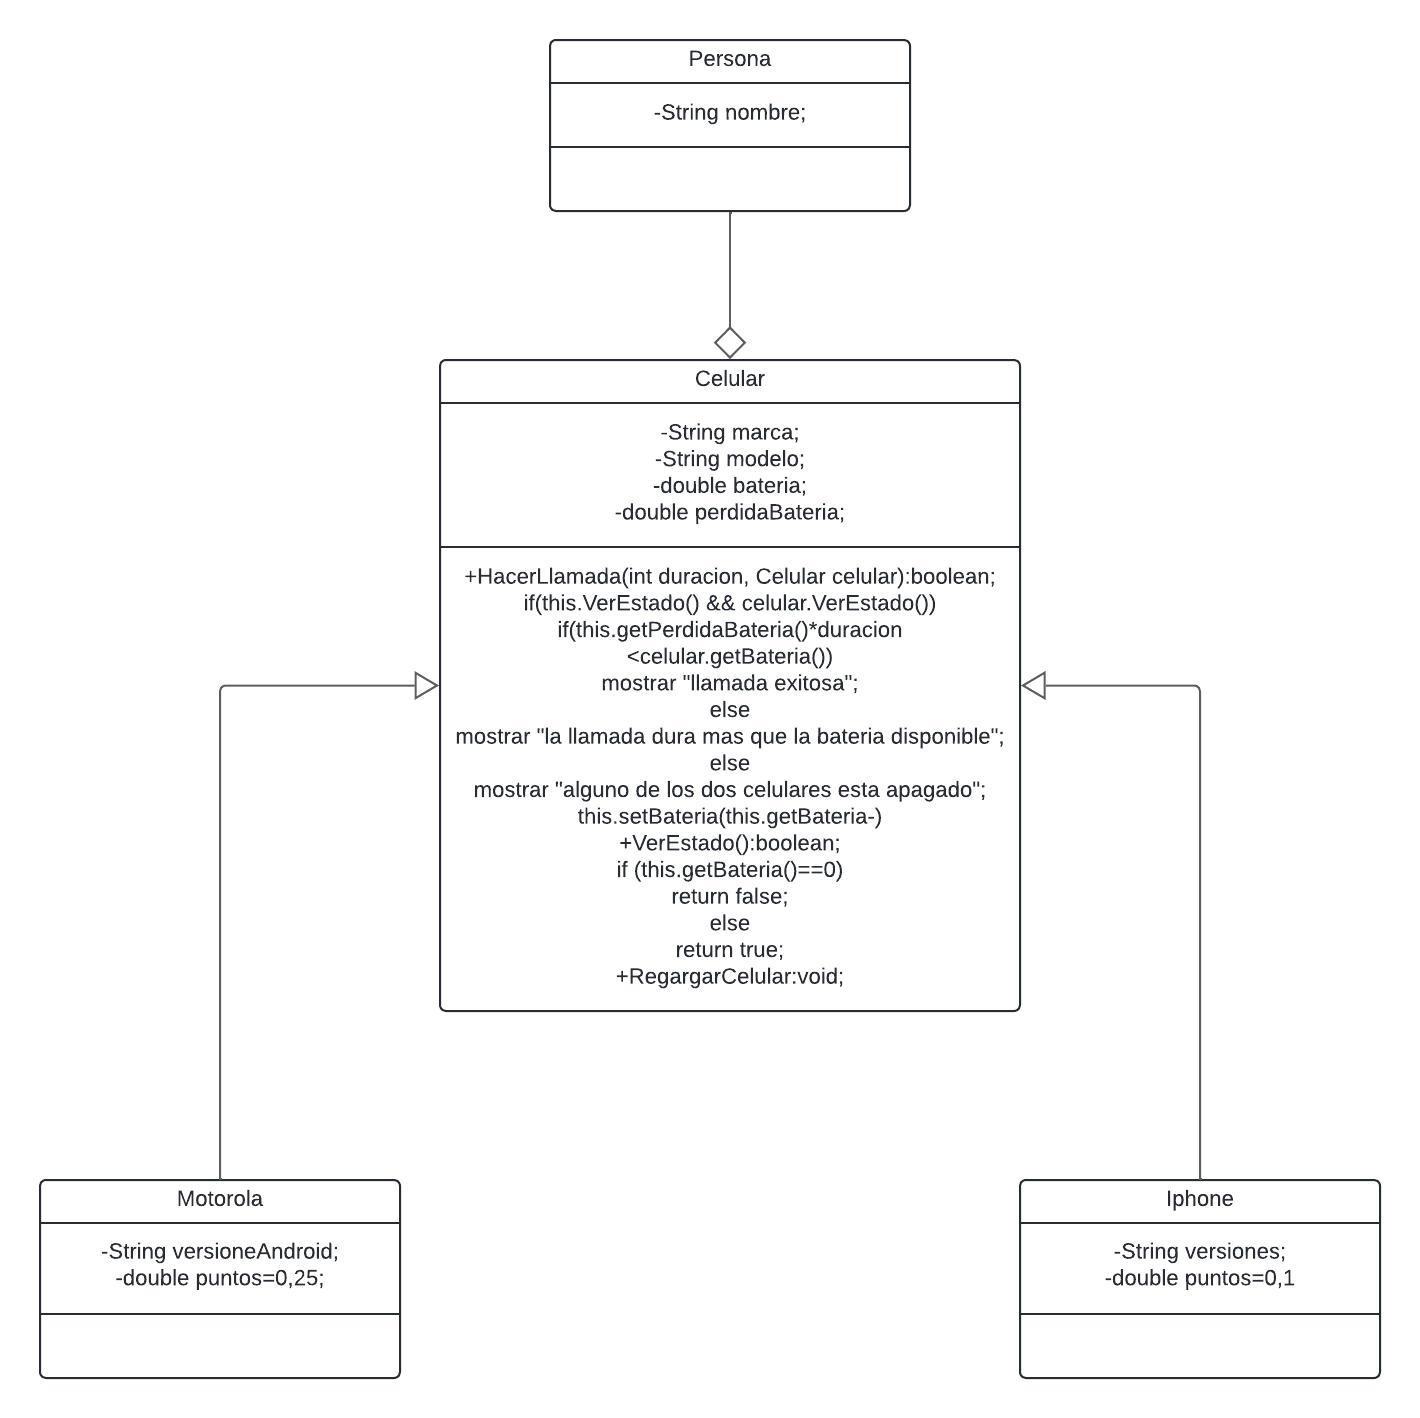 Persona
-String nombre;
Celular
-String marca;
-String modelo;
-double bateria;
-double perdidaBateria;
+HacerLlamada(int duracion, Celular celular):boolean;
if(this.VerEstado() && celular.VerEstado())
if(this.getPerdidaBateria()*duracion
<celular.getBateria())
mostrar "llamada exitosa";
else
mostrar "la llamada dura mas que la bateria disponible";
else
mostrar "alguno de los dos celulares esta apagado";
this.setBateria(this.getBateria-)
+VerEstado():boolean;
if (this.getBateria()==0)
return false;
else
return true;
+RegargarCelular:void;
Motorola
-String versioneAndroid;
-double puntos=0,25;
Iphone
-String versiones;
-double puntos=0,1